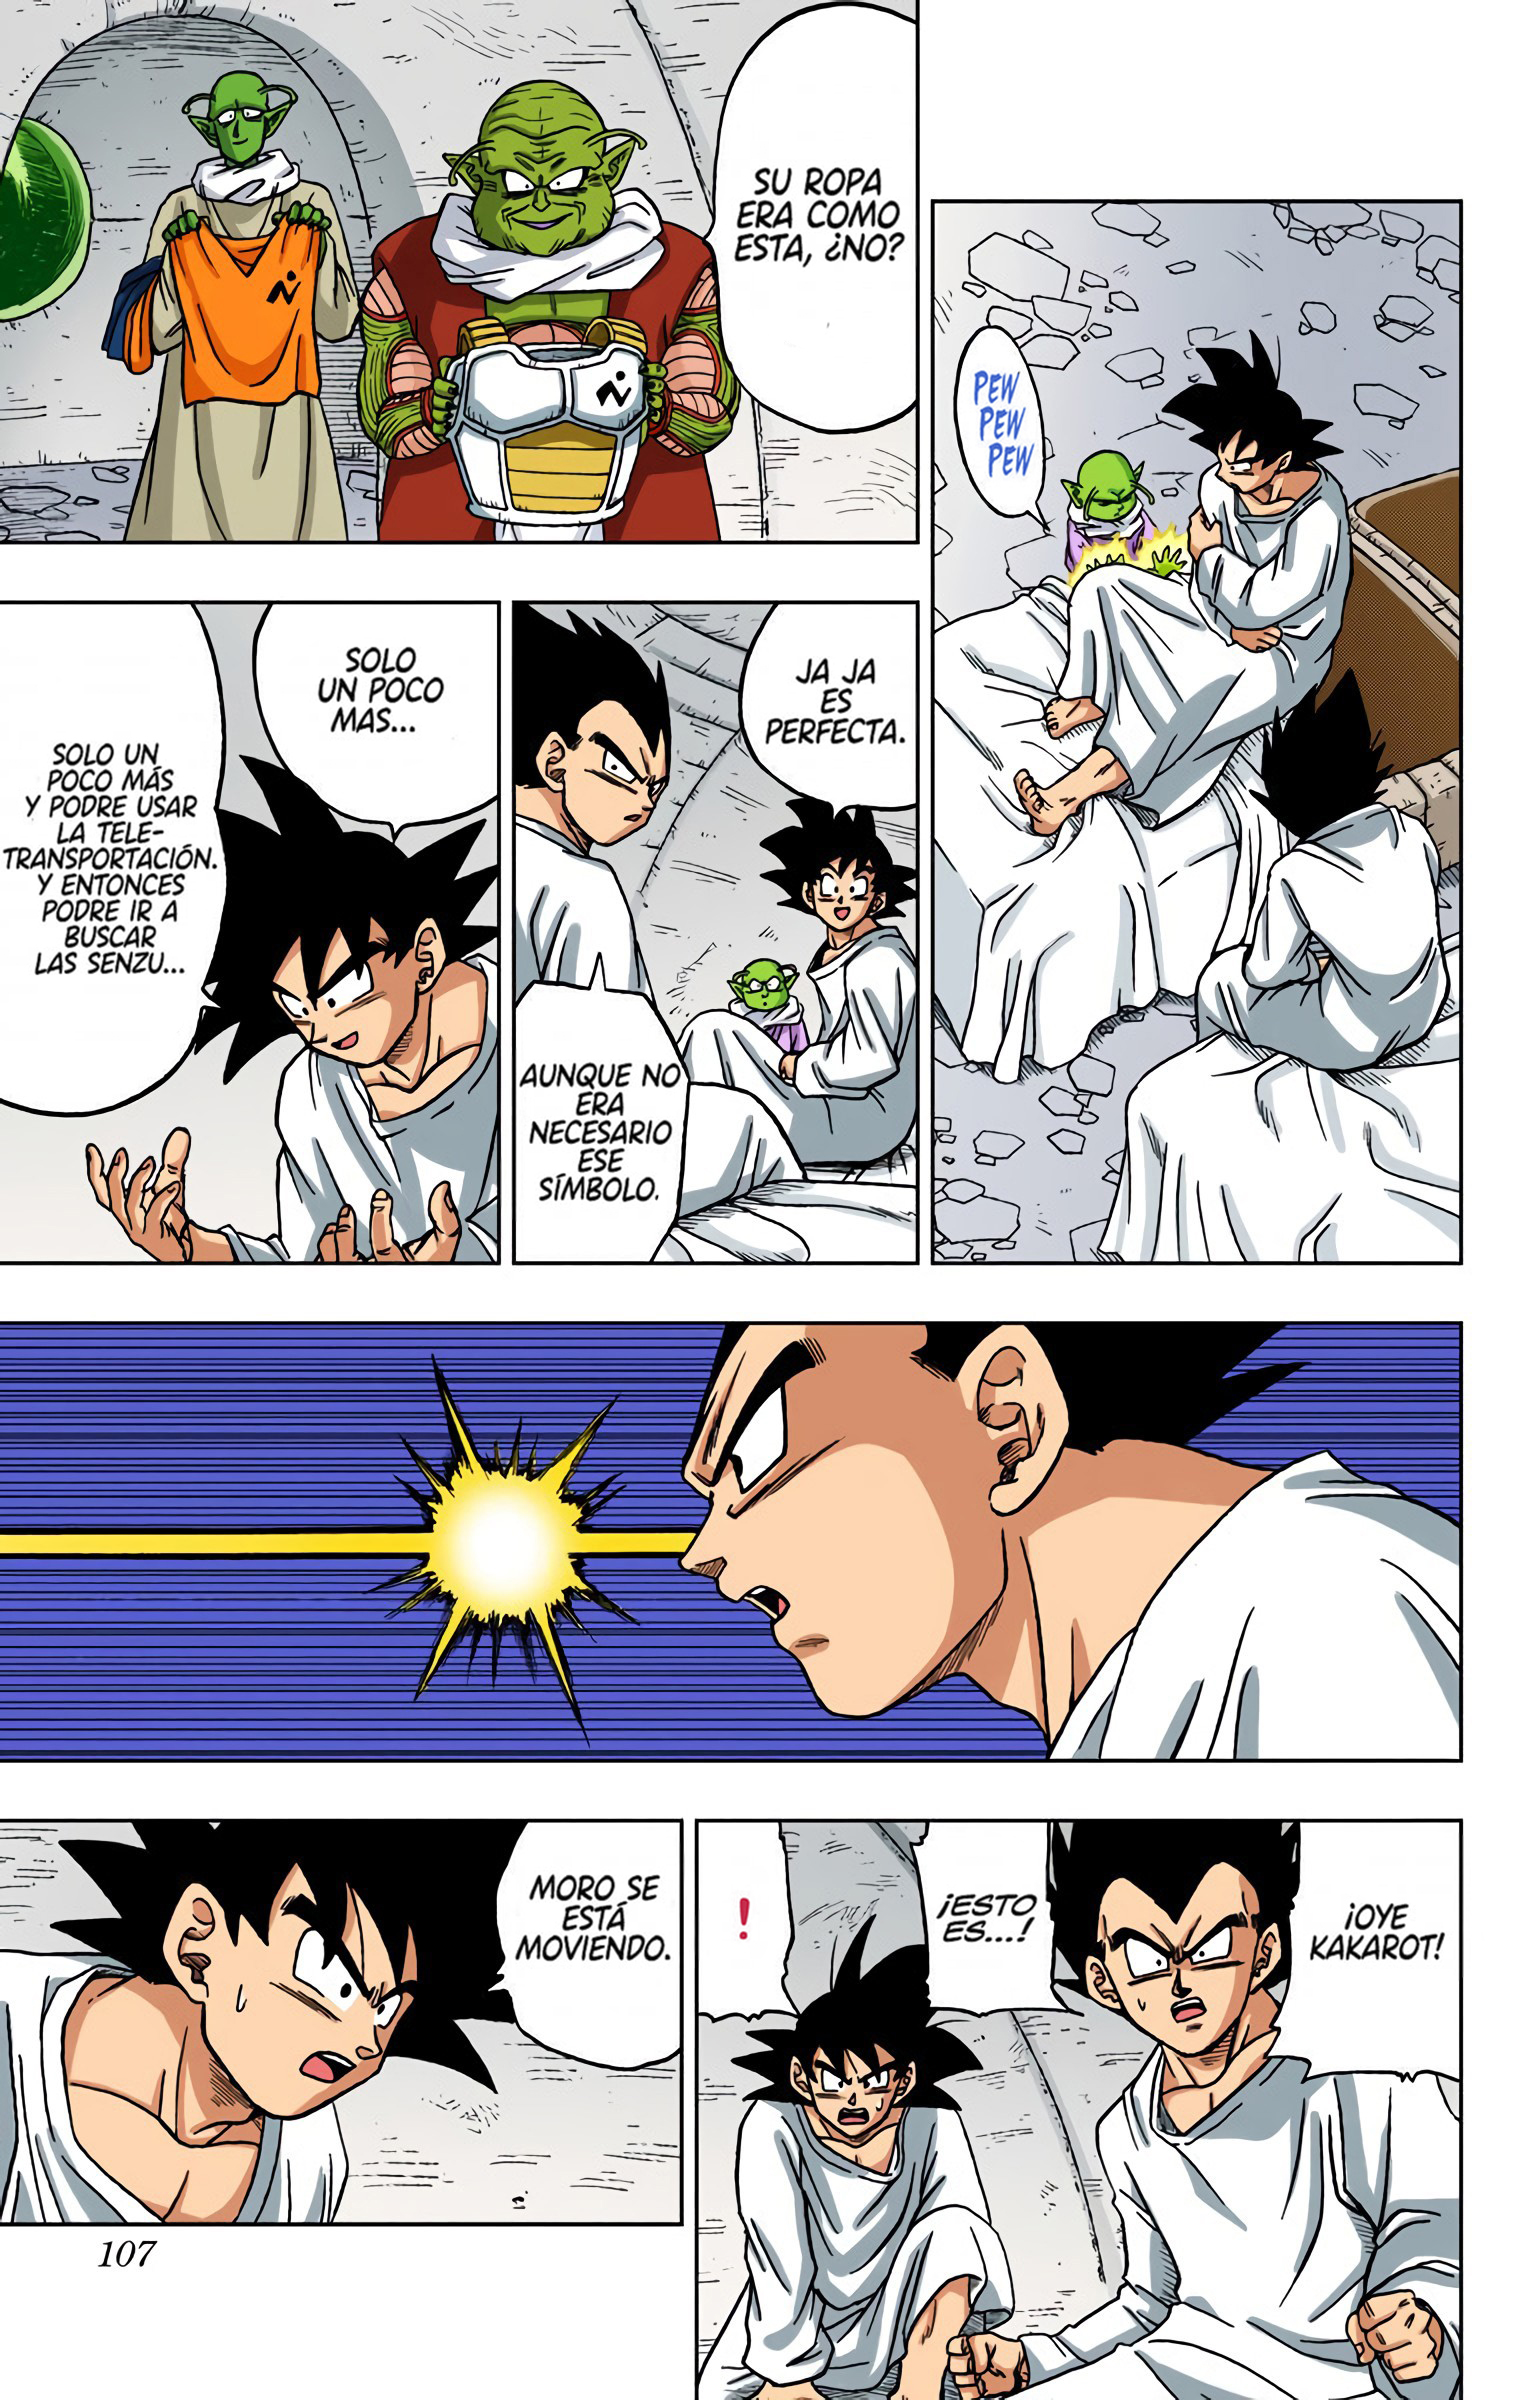 PEW
PEW
PEW
SU ROPA
ERA COMO
ESTA, ¿NO?
JA JA
ES
PERFECTA.
AUNQUE NO
ERA
NECESARIO
ESE
SÍMBOLO.
SOLO
UN POCO
MAS...
SOLO UN
POCO MÁS
Y PODRE USAR
LA TELE-
TRANSPORTACIÓN.
Y ENTONCES
PODRE IR A
BUSCAR
LAS SENZU...
¡OYE
KAKAROT!
¡ESTO
ES...!
!
MORO SE
ESTÁ
MOVIENDO.
107